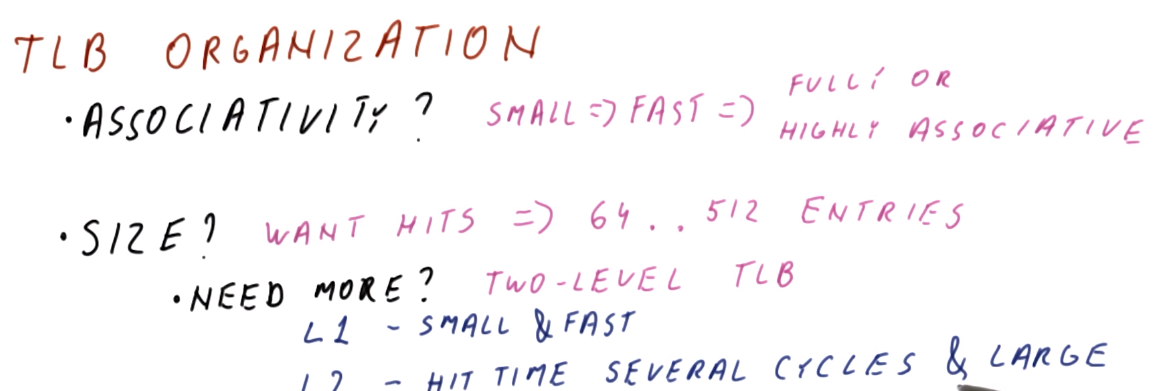 TLB ORGANIZATION
FULLY OR
• ASSOCIATIVITY? SMALL => FAST => HIGHLY ASSOCIATIVE
• SIZE? WANT HITS => 64 .. 512 ENTRIES
• NEED MORE? TWO-LEVEL TLB
L1 - SMALL & FAST
L2 - HIT TIME SEVERAL CYCLES & LARGE